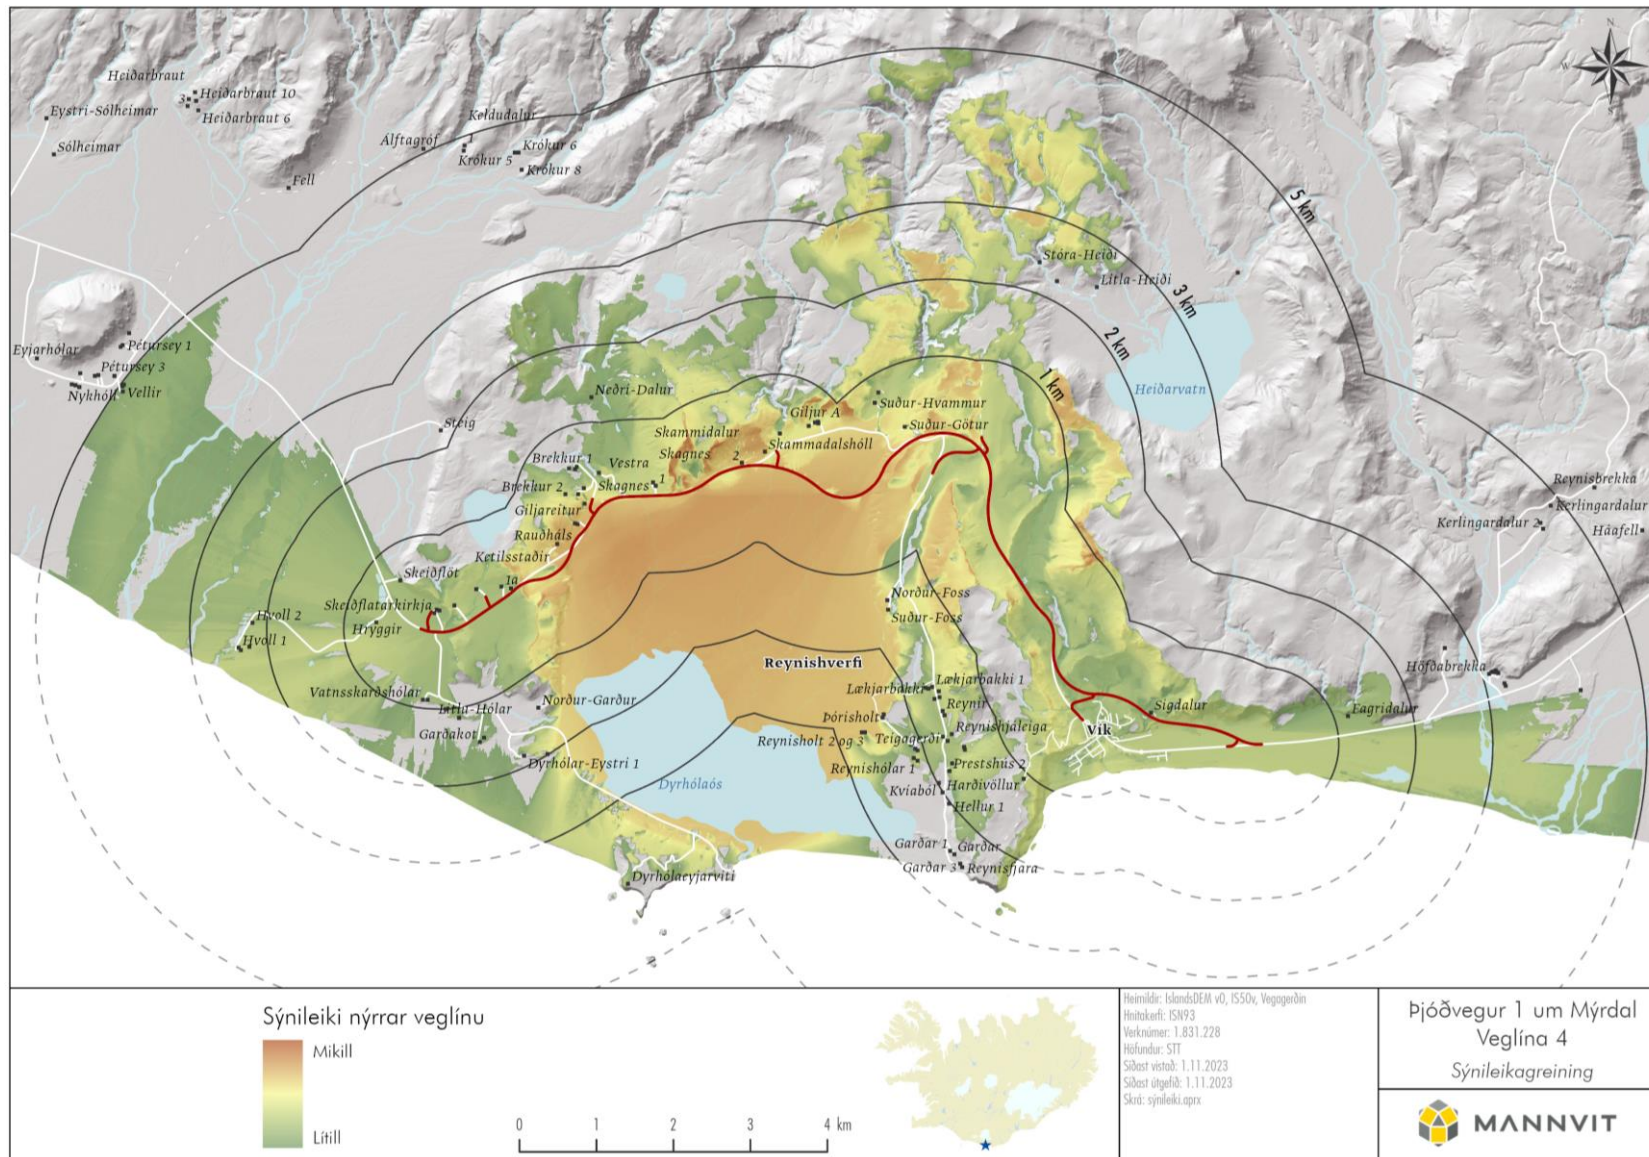 N
W
Heiðarbraut
3
Heiðarbraut 10
Heiðarbraut 6
Eystri-Sólheimar
Sólheimar
Fell
Keldudalur
Álftagróf
1
Krókur 5
Krókur 6
Krókur 8
5 km
Stóra-Heiði
Litla-Heiði
3 km
2 km
1 km
Heiðarvatn
Eyjarhólar
Pétursey 1
Pétursey 3
Nykhóll
Vellir
Steig
Neðri-Dalur
Giljur A
Suður-Hvammur
Suður-Götur
Skammidalur
Skammadalshóll
Skagnes
2
Brekkur 1
Vestra
Skagnes
1
Brekkur 2
Giljareitur
Rauðháls
Ketilsstaðir
1a
Skeiðflöt
Skeiðflatarkirkja
Hryggir
Hvoll 2
Hvoll 1
Reynisbrekka
Kerlingardalur
Kerlingardalur 2
Háafell
Norður-Foss
Suður-Foss
Reynishverfi
Vatnsskarðshólar
Litla-Hólar
Norður-Garður
Garðakot
Dyrhólar-Eystri 1
Dyrhólaós
Lækjarbakki
Lækjarbakki 1
Reynir
Þórisholt
Reynishjáleiga
Reynisholt 2 og 3
Teigagerði
Reynishólar 1
Prestshús 2
Kvíaból
Harðivöllur
Hellur 1
Garðar 1
Garðar
Garðar 3
Reynisfjara
Dyrhólaeyjarviti
Sigdalur
Vík
Fagridalur
Höfðabrekka
Sýnileiki nýrrar veglínu
Mikill
Lítill
0 1 2 3 4 km
Heimildir: IslandsDEM v0, IS50v, Vegagerðin
Hnitakerfi: ISN93
Verknúmer: 1.831.228
Höfundur: STT
Síðast vistað: 1.11.2023
Síðast útgefið: 1.11.2023
Skrá: sýnileiki.aprx
Þjóðvegur 1 um Mýrdal
Veglína 4
Sýnileikagreining
MANNVIT